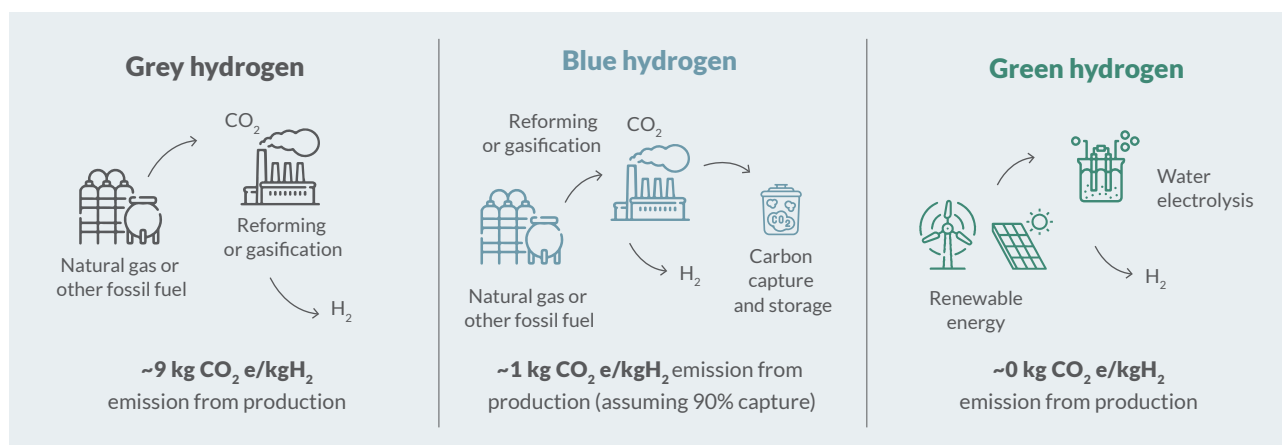 Grey hydrogen
CO₂
Reforming
or gasification
Natural gas or
other fossil fuel
H₂
~9 kg CO₂ e/kgH₂
emission from production
Blue hydrogen
Reforming
or gasification
CO₂
CO₂
Carbon
capture
and storage
H₂
Natural gas or
other fossil fuel
~1 kg CO₂ e/kgH₂ emission from
production (assuming 90% capture)
Green hydrogen
Water
electrolysis
H₂
Renewable
energy
~0 kg CO₂ e/kgH₂
emission from production